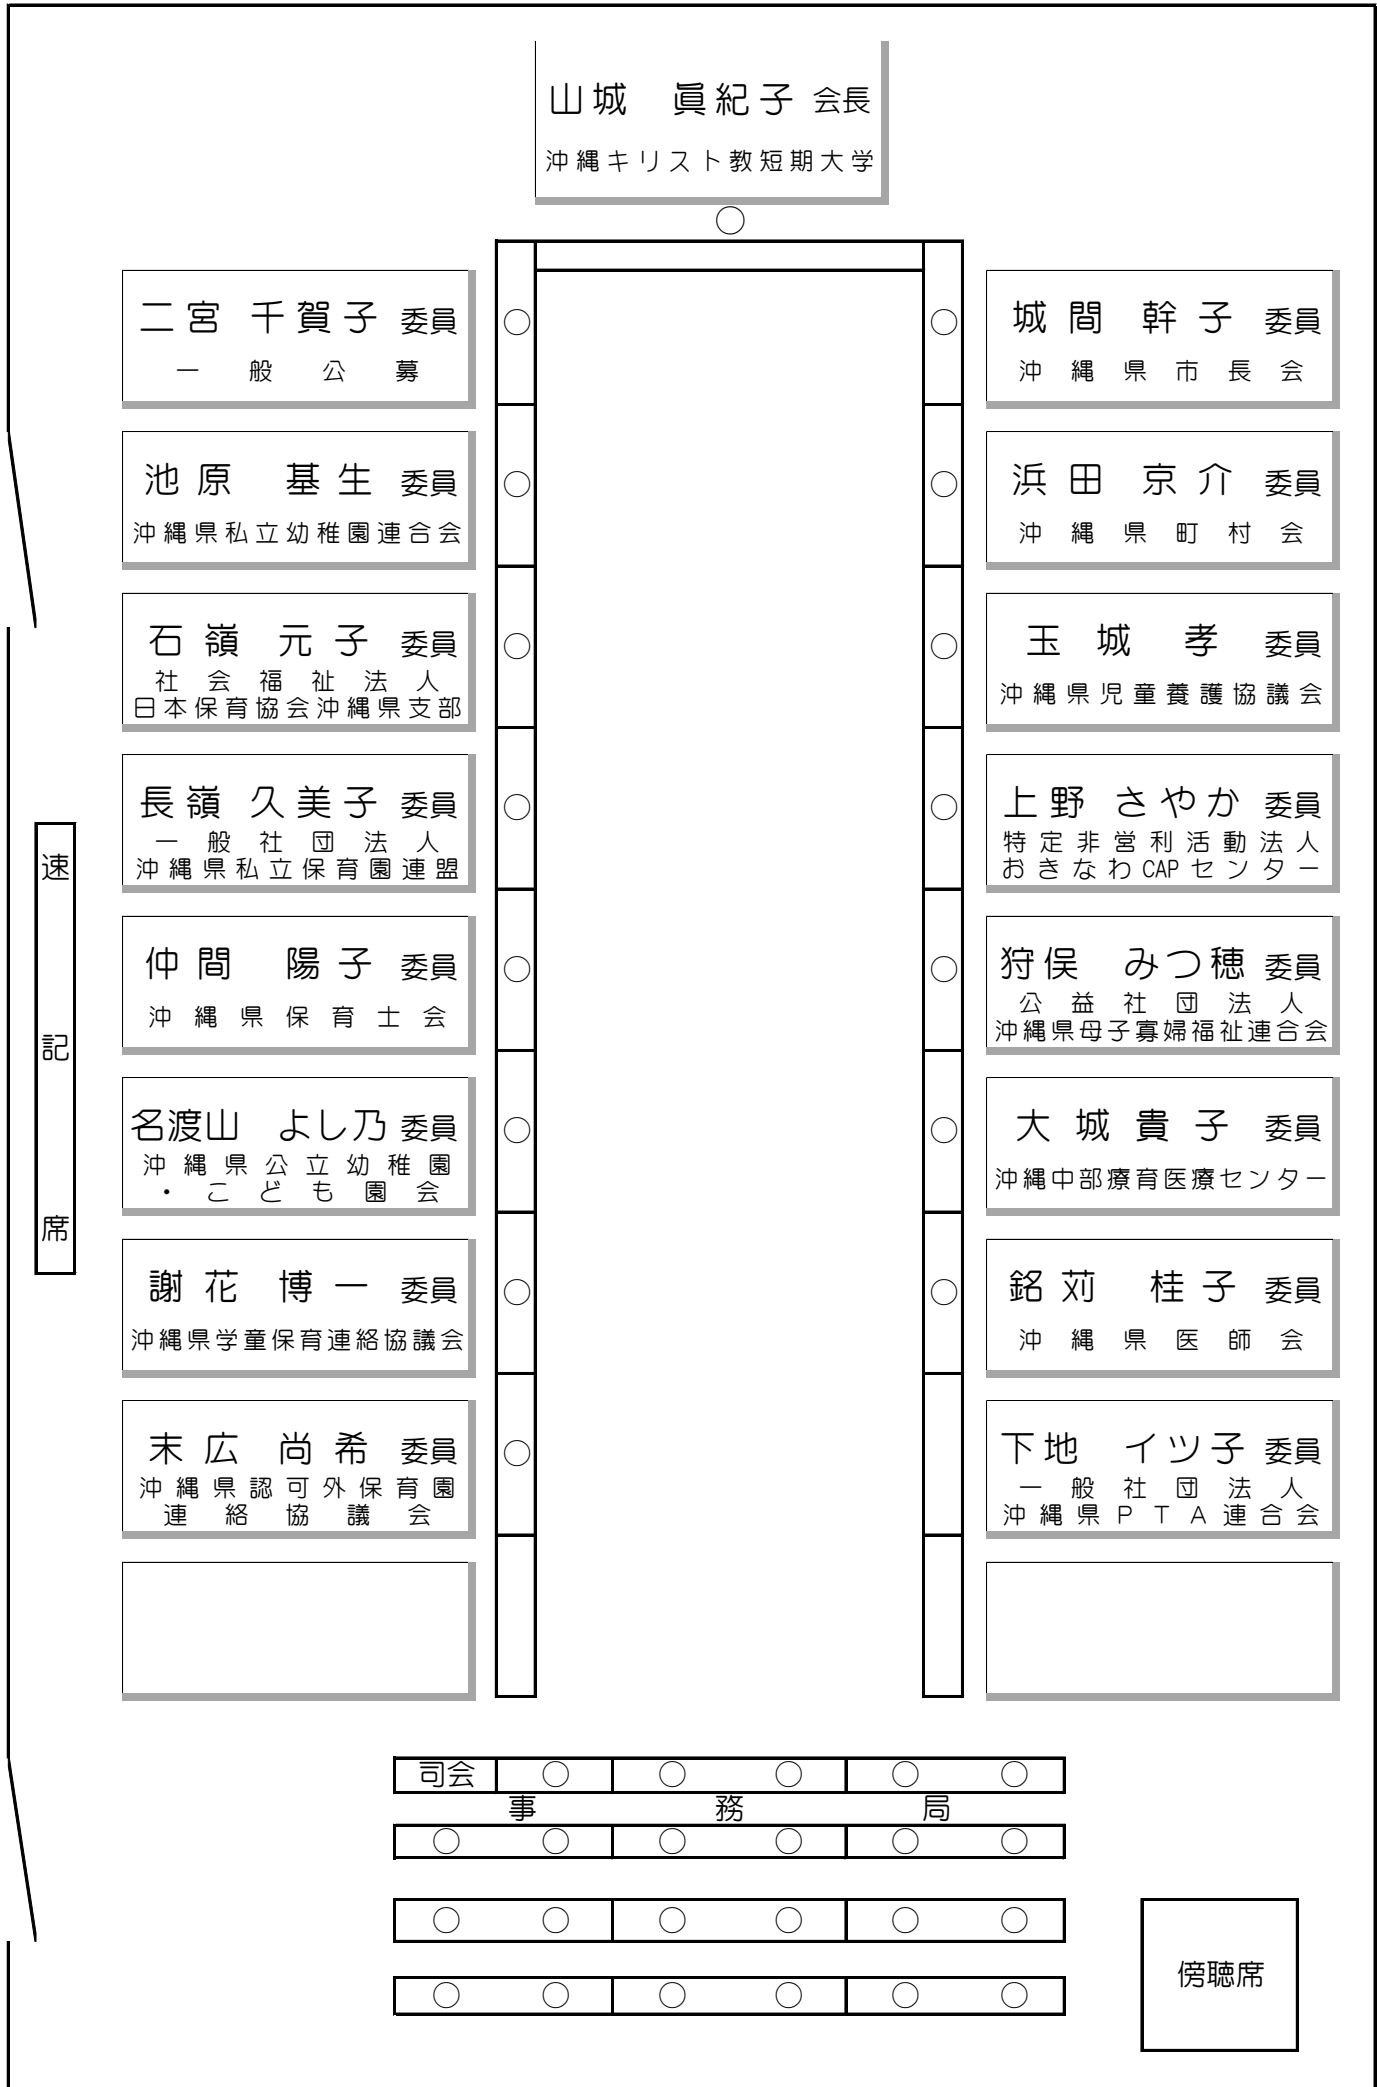 山城 眞紀子 会長
沖縄キリスト教短期大学
二宮 千賀子 委員
一般公募
池原 基生 委員
沖縄県私立幼稚園連合会
石嶺 元子 委員
社会福祉法人
日本保育協会沖縄県支部
長嶺 久美子 委員
一般社団法人
沖縄県私立保育園連盟
仲間 陽子 委員
沖縄県保育士会
名渡山 よし乃 委員
沖縄県公立幼稚園
・こども園会
謝花 博一 委員
沖縄県学童保育連絡協議会
末広 尚希 委員
沖縄県認可外保育園
連絡協議会
城間 幹子 委員
沖縄県市長会
浜田 京介 委員
沖縄県町村会
玉城 孝 委員
沖縄県児童養護協議会
上野 さやか 委員
特定非営利活動法人
おきなわCAPセンター
狩俣 みつ穂 委員
公益社団法人
沖縄県母子寡婦福祉連合会
大城貴子 委員
沖縄中部療育医療センター
銘苅 桂子 委員
沖縄県医師会
下地 イツ子 委員
一般社団法人
沖縄県PTA連合会
速記席
司会
事務局
傍聴席